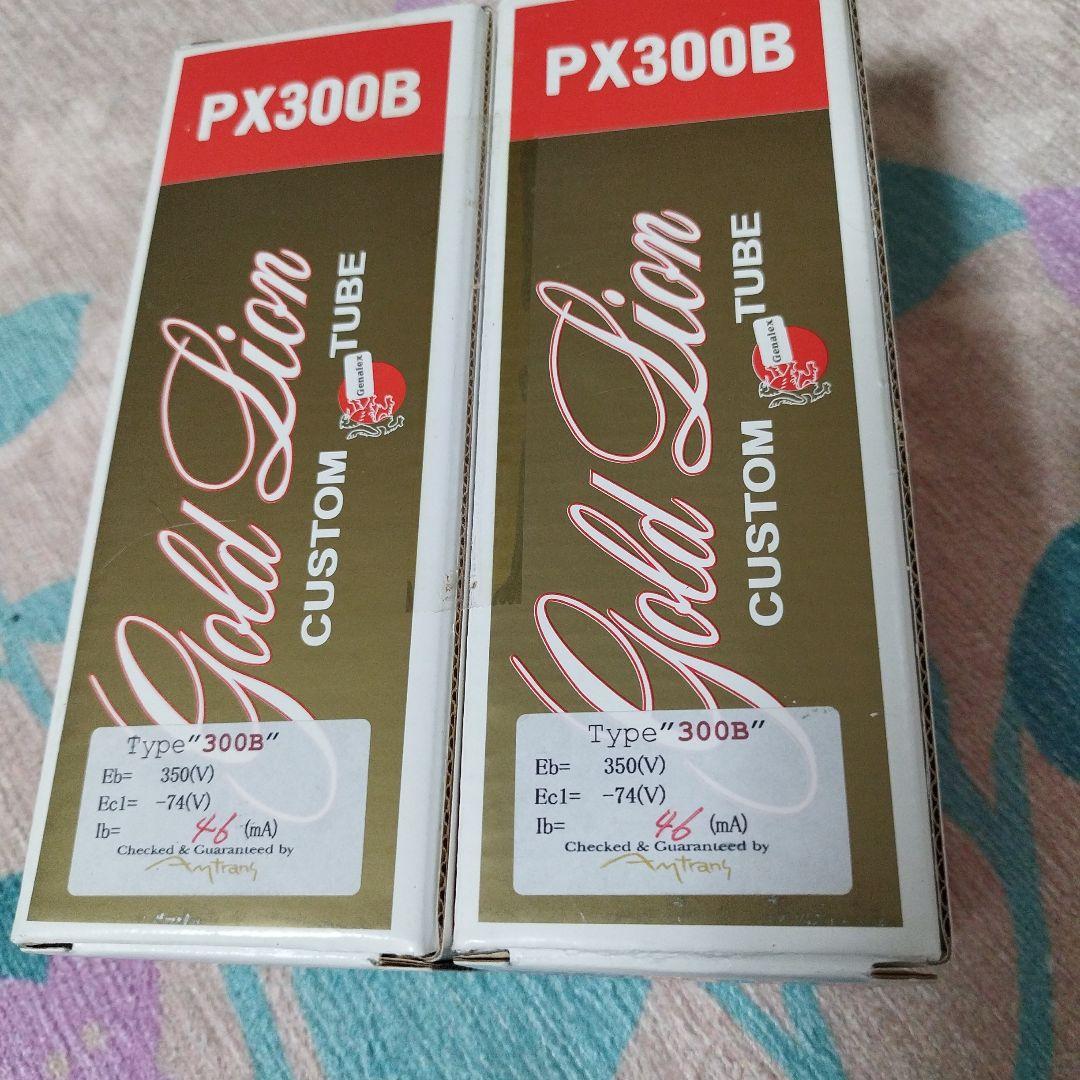 PX300B
Gold Lion
CUSTOM TUBE
Genalex
Type"300B"
Eb= 350(V)
Ec1= -74(V)
Ib= 46 (mA)
Checked & Guaranteed by
Amtrans
PX300B
Gold Lion
CUSTOM TUBE
Genalex
Type"300B"
Eb= 350(V)
Ec1= -74(V)
Ib= 46 (mA)
Checked & Guaranteed by
Amtrans